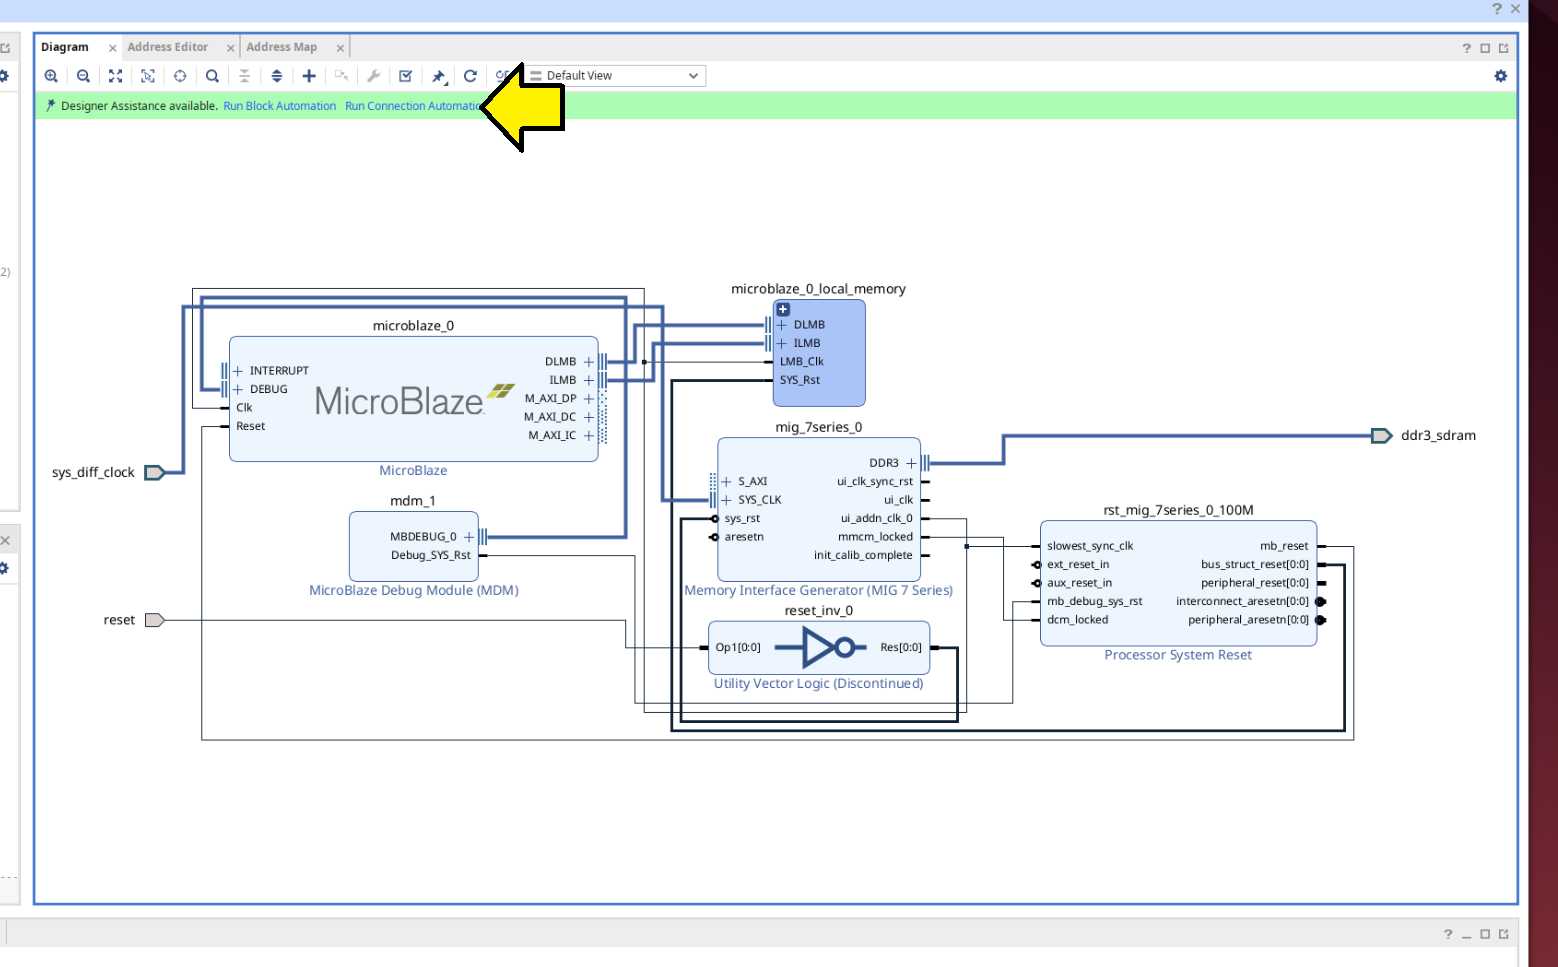 Diagram
Address Editor
Address Map
Default View
Designer Assistance available. Run Block Automation Run Connection Automatio
2)
microblaze_0_local_memory
DLMB
ILMB
LMB_Clk
SYS_Rst
microblaze_0
INTERRUPT
DEBUG
Clk
Reset
MicroBlaze
DLMB
ILMB
M_AXI_DP
M_AXI_DC
M_AXI_IC
MicroBlaze
sys_diff_clock
mig_7series_0
DDR3
S_AXI
ui_clk_sync_rst
SYS_CLK
ui_clk
sys_rst
ui_addn_clk_0
aresetn
mmcm_locked
init_calib_complete
Memory Interface Generator (MIG 7 Series)
ddr3_sdram
mdm_1
MBDEBUG_0
Debug_SYS_Rst
MicroBlaze Debug Module (MDM)
rst_mig_7series_0_100M
slowest_sync_clk
mb_reset
ext_reset_in
bus_struct_reset[0:0]
aux_reset_in
peripheral_reset[0:0]
mb_debug_sys_rst
interconnect_aresetn[0:0]
dcm_locked
peripheral_aresetn[0:0]
Processor System Reset
reset
reset_inv_0
Op1[0:0]
Res[0:0]
Utility Vector Logic (Discontinued)